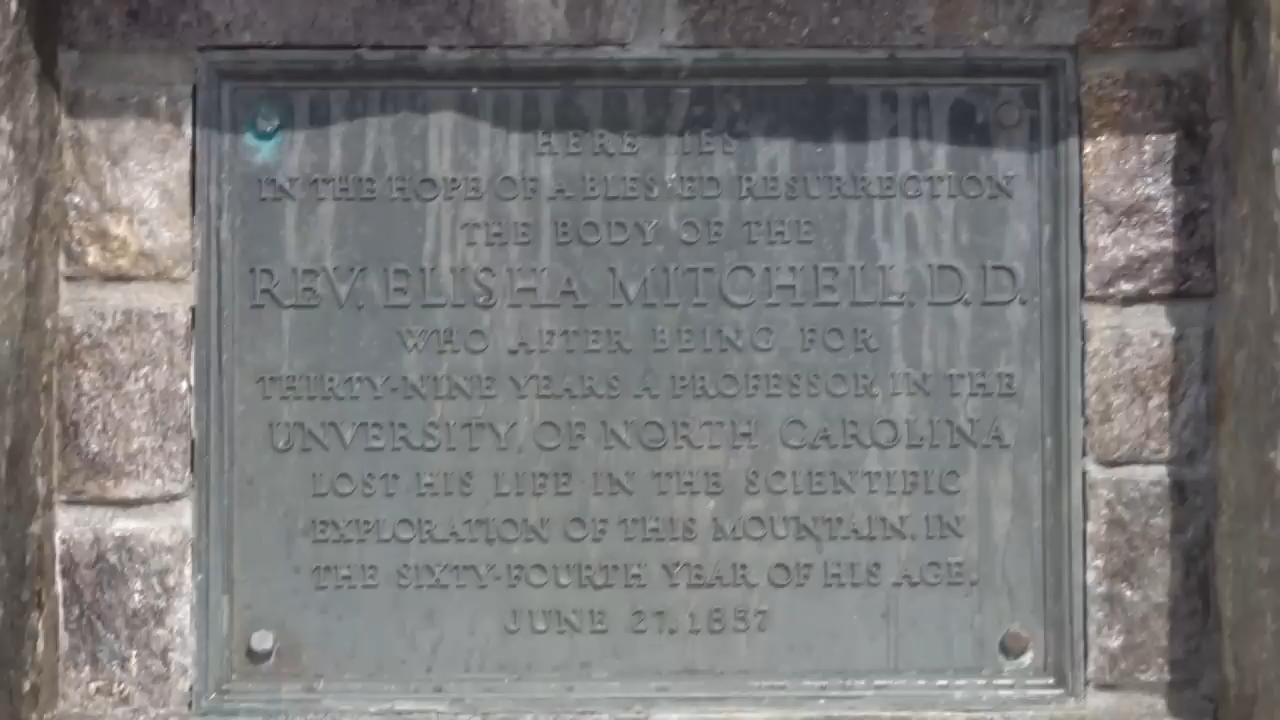 HERE LIES
IN THE HOPE OF A BLESSED RESURRECTION
THE BODY OF THE
REV. ELISHA MITCHELL, D.D.
WHO AFTER BEING FOR
THIRTY-NINE YEARS A PROFESSOR IN THE
UNVERSITY OF NORTH CAROLINA
LOST HIS LIFE IN THE SCIENTIFIC
EXPLORATION OF THIS MOUNTAIN, IN
THE SIXTY-FOURTH YEAR OF HIS AGE,
JUNE 27, 1857